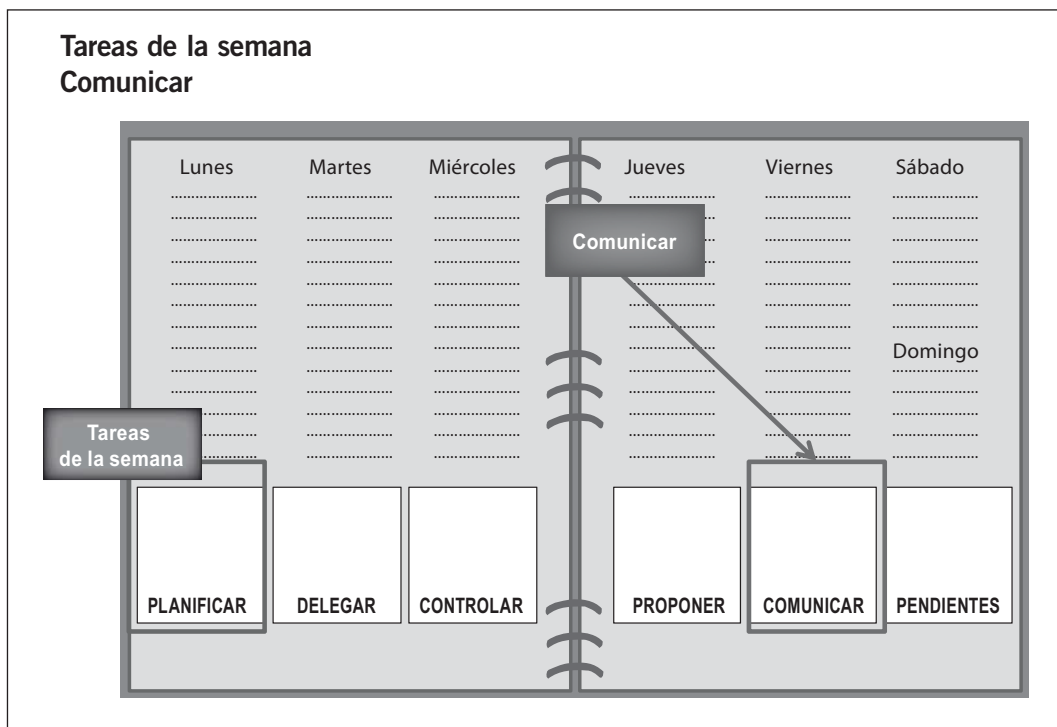 Tareas de la semana
Comunicar
Lunes Martes Miércoles Jueves Viernes Sábado
Comunicar
Domingo
Tareas
de la semana
PLANIFICAR DELEGAR CONTROLAR PROPONER COMUNICAR PENDIENTES